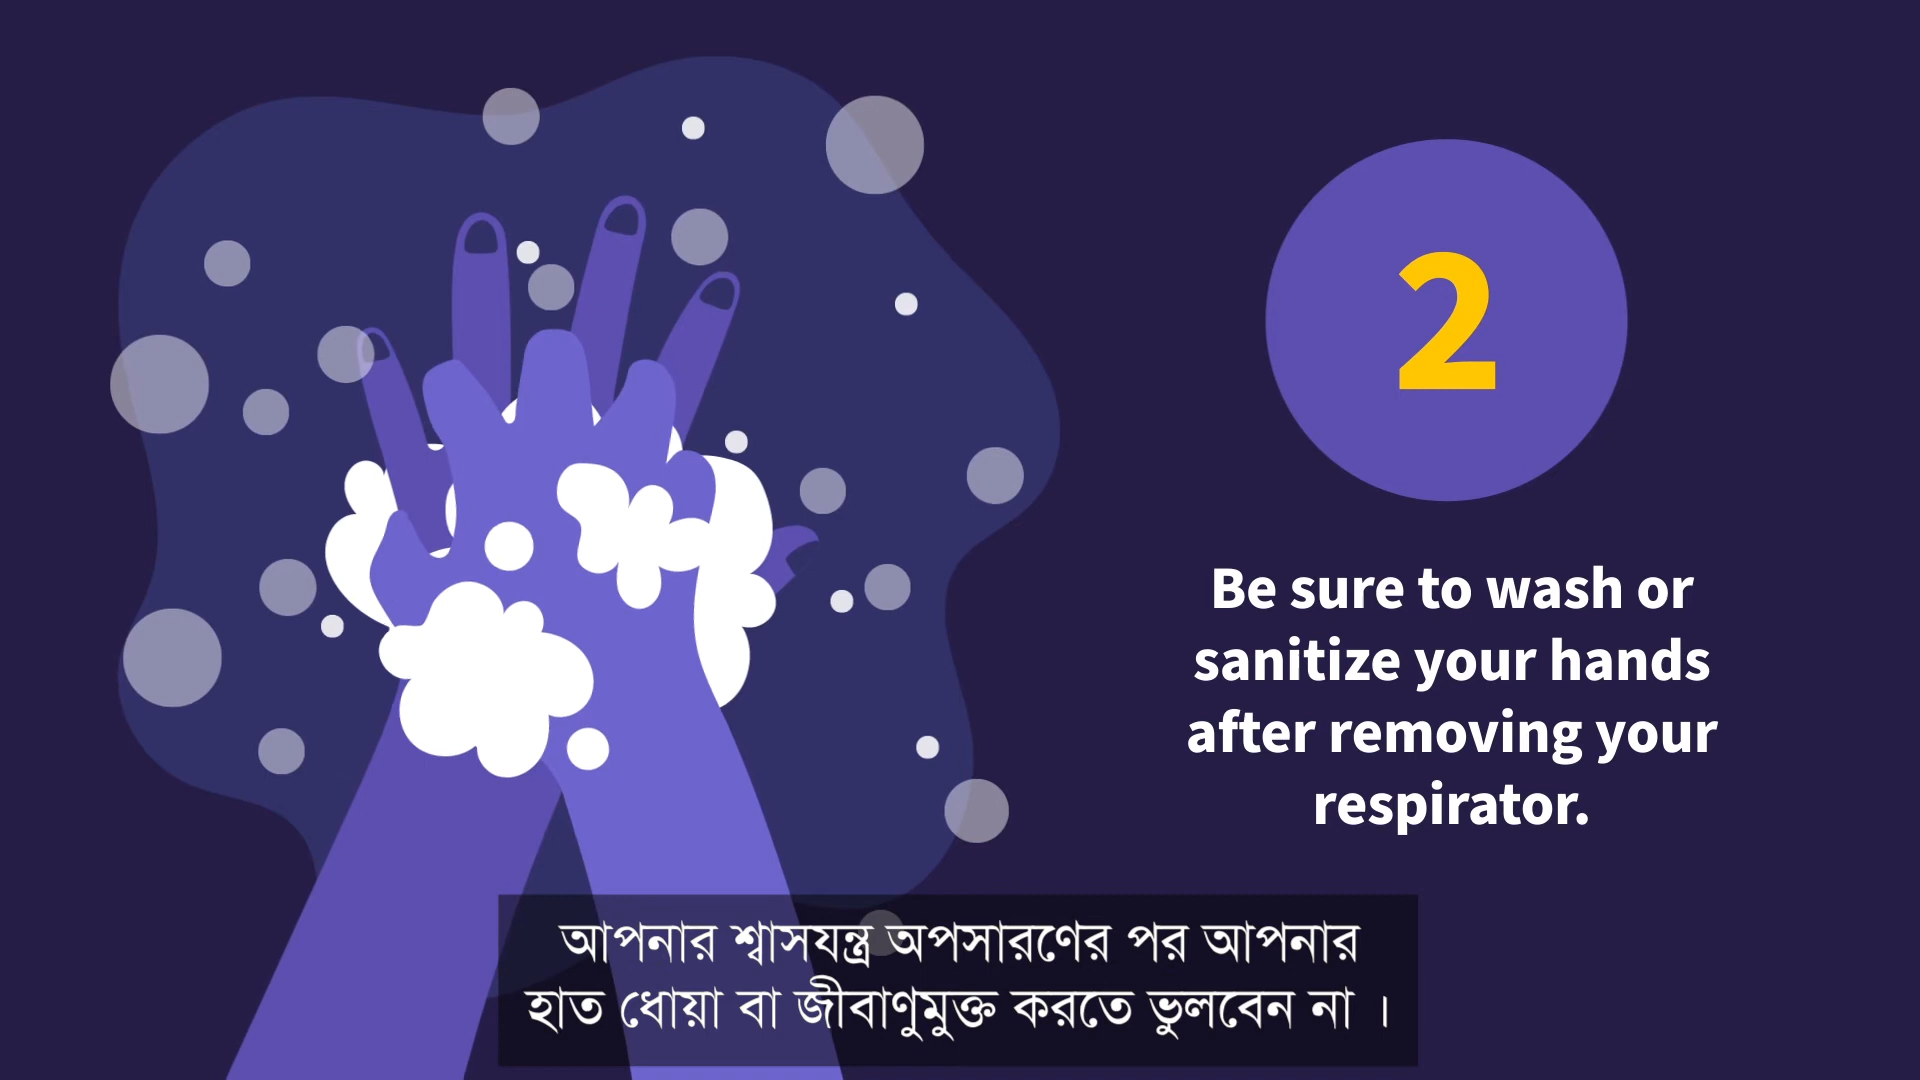 2
Be sure to wash or
sanitize your hands
after removing your
respirator.
আপনার শ্বাসযন্ত্র অপসারণের পর আপনার
হাত ধোয়া বা জীবাণুমুক্ত করতে ভুলবেন না ।